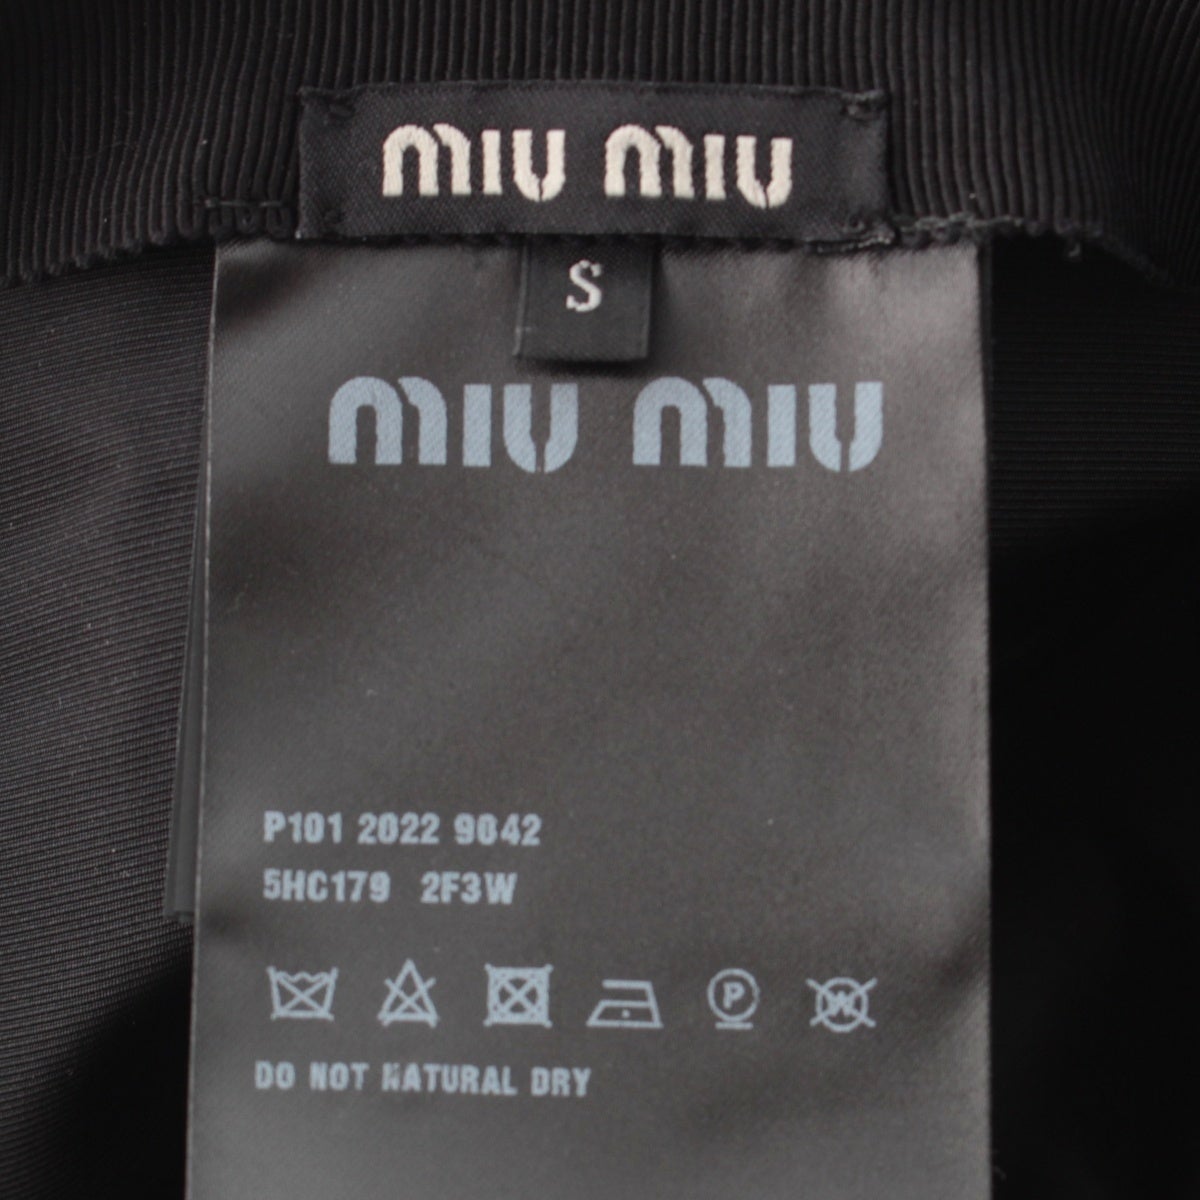 miu miu
S
miu miu
P101 2022 9042
5HC179 2F3W
P W
DO NOT NATURAL DRY